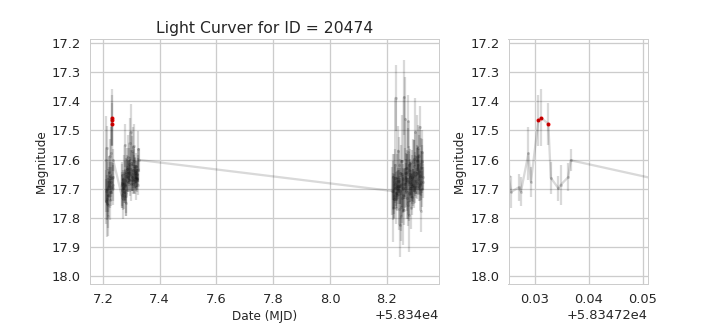 Light Curver for ID = 20474
17.2
17.3
17.4
17.5
17.6
17.7
17.8
17.9
18.0
Magnitude
7.2 7.4 7.6 7.8 8.0 8.2
Date (MJD)
+5.834e4
17.2
17.3
17.4
17.5
17.6
17.7
17.8
17.9
18.0
Magnitude
0.03 0.04 0.05
+5.83472e4